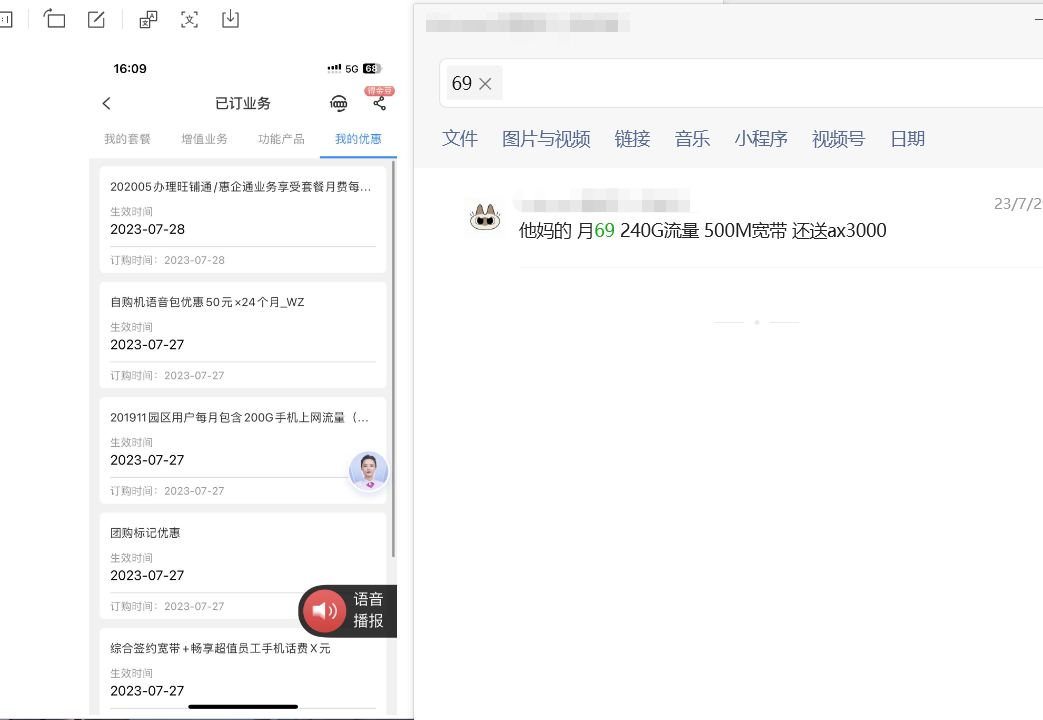 16:09
5G 68
已订业务
得金豆
我的套餐 增值业务 功能产品 我的优惠
202005办理旺铺通/惠企通业务享受套餐月费每...
生效时间
2023-07-28
订购时间：2023-07-28
自购机语音包优惠50元×24个月_WZ
生效时间
2023-07-27
订购时间：2023-07-27
201911园区用户每月包含200G手机上网流量（...
生效时间
2023-07-27
订购时间：2023-07-27
团购标记优惠
生效时间
2023-07-27
订购时间：2023-07-27
语音
播报
综合签约宽带+畅享超值员工手机话费X元
生效时间
2023-07-27
69
文件 图片与视频 链接 音乐 小程序 视频号 日期
23/7/2
他妈的 月69 240G流量 500M宽带 还送ax3000